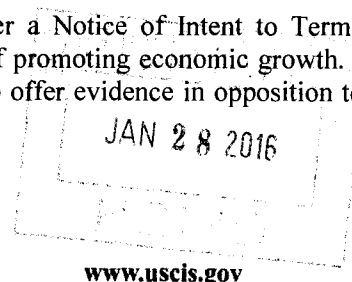 er a Notice of Intent to Term
f promoting economic growth.
offer evidence in opposition to
JAN 28 2016
www.uscis.gov